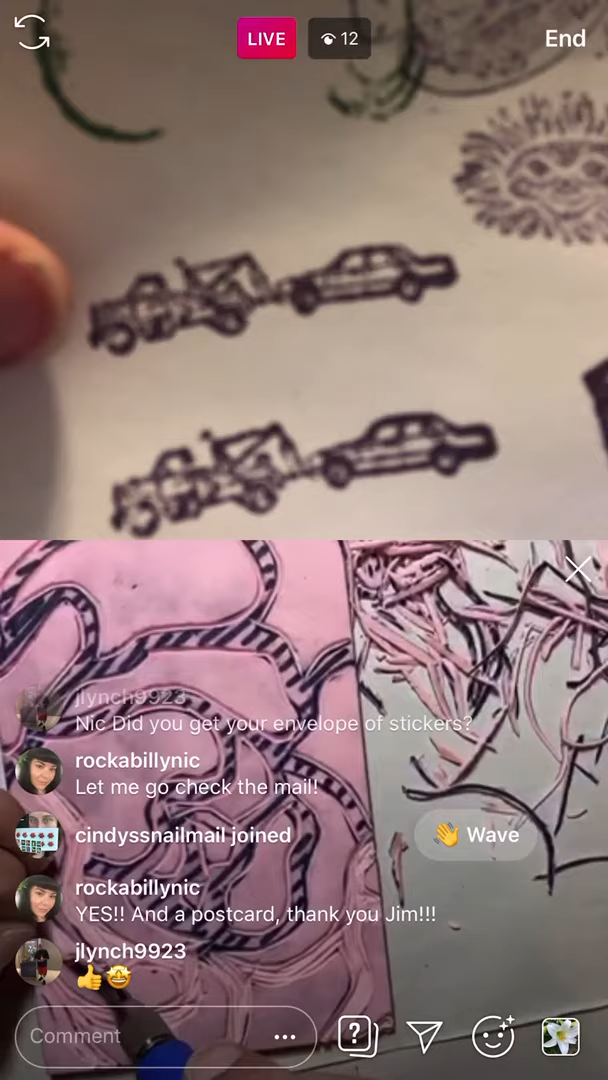 LIVE
12
End
jlynch9923
Nic Did you get your envelope of stickers?
rockabillynic
Let me go check the mail!
cindyssnailmail joined
👋 Wave
rockabillynic
YES!! And a postcard, thank you Jim!!!
jlynch9923
👍🤩
Comment